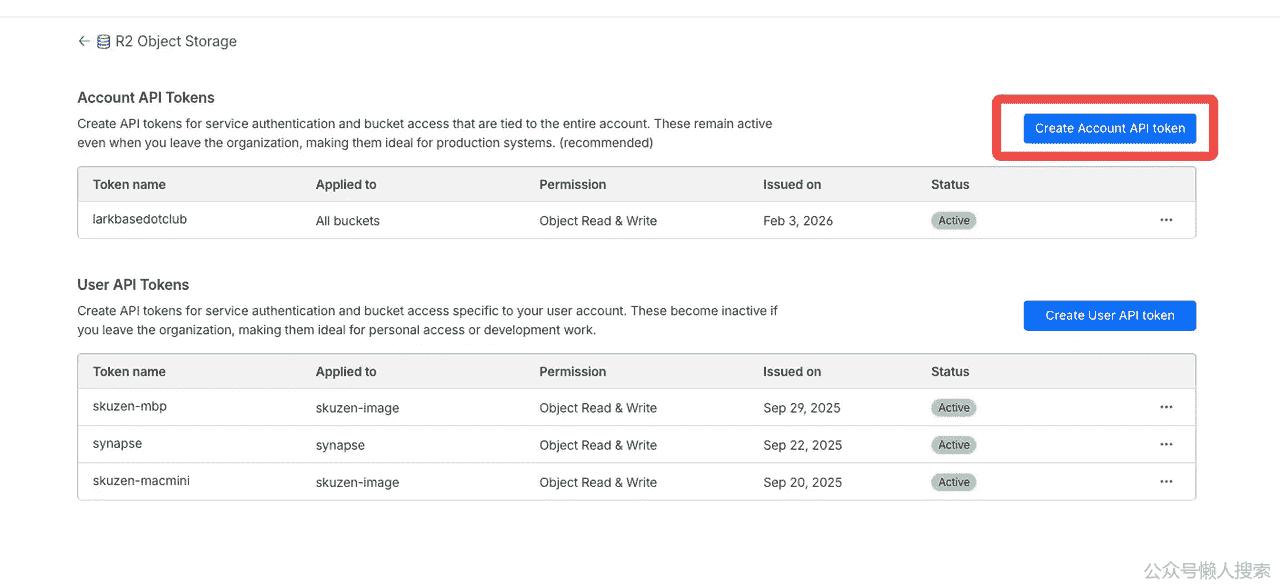 R2 Object Storage
Account API Tokens
Create API tokens for service authentication and bucket access that are tied to the entire account. These remain active
even when you leave the organization, making them ideal for production systems. (recommended)
Create Account API token
Token name Applied to Permission Issued on Status
larkbasedotclub All buckets Object Read & Write Feb 3, 2026 Active
User API Tokens
Create API tokens for service authentication and bucket access specific to your user account. These become inactive if
you leave the organization, making them ideal for personal access or development work.
Create User API token
Token name Applied to Permission Issued on Status
skuzen-mbp skuzen-image Object Read & Write Sep 29, 2025 Active
synapse synapse Object Read & Write Sep 22, 2025 Active
skuzen-macmini skuzen-image Object Read & Write Sep 20, 2025 Active
公众号懒人搜索